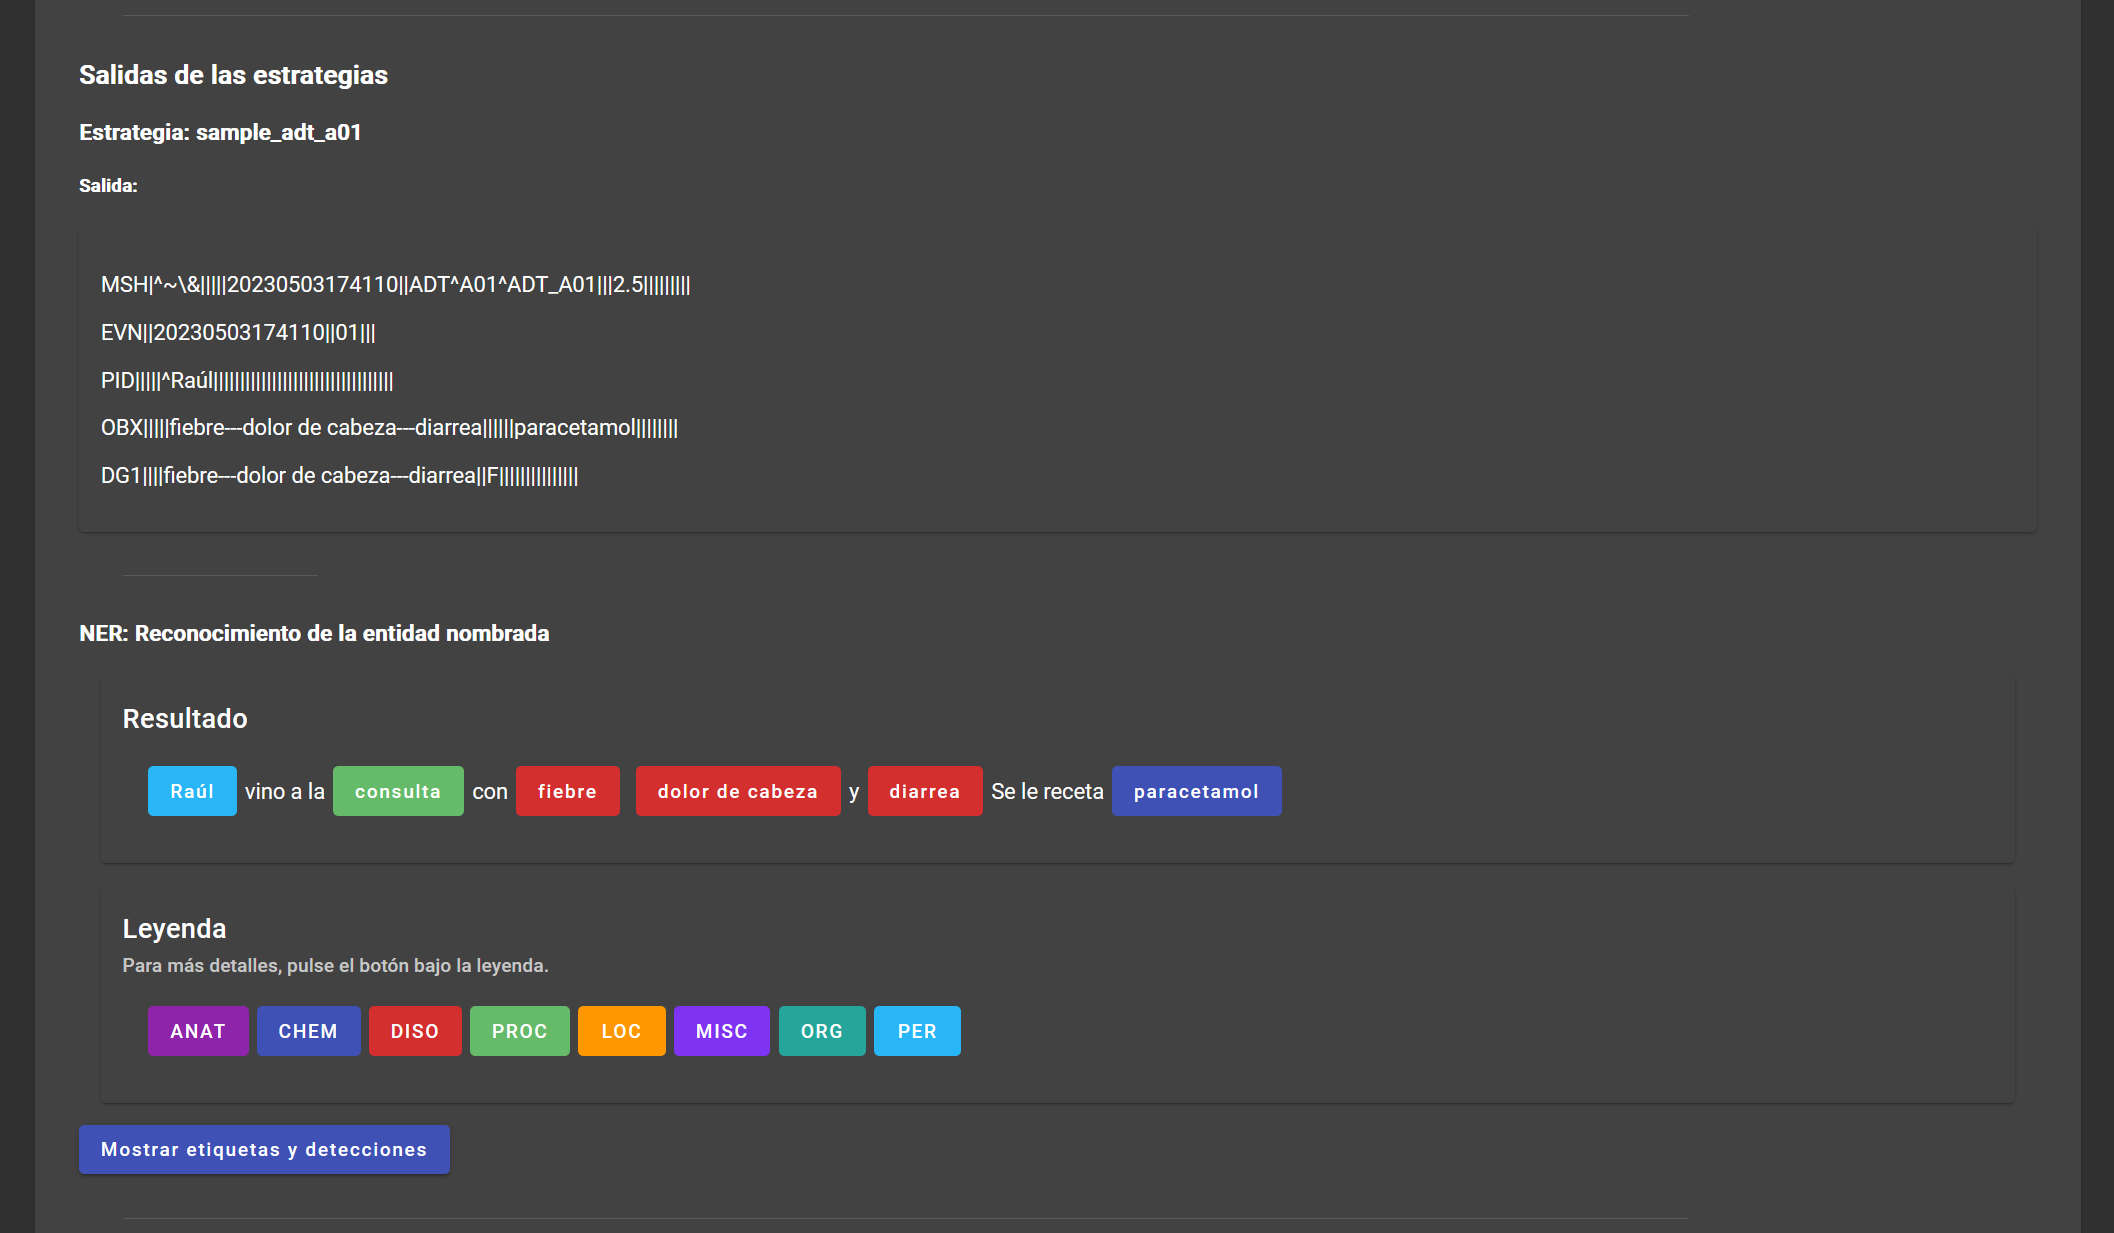 Salidas de las estrategias
Estrategia: sample_adt_a01
Salida:
MSH|^~\&|||||20230503174110||ADT^A01^ADT_A01|||2.5|||||||||
EVN||20230503174110||01|||
PID|||||^Raúl||||||||||||||||||||||||||||||||||
OBX|||||fiebre---dolor de cabeza---diarrea||||||paracetamol||||||||
DG1||||fiebre---dolor de cabeza---diarrea||F|||||||||||||||
NER: Reconocimiento de la entidad nombrada
Resultado
Raúl vino a la consulta con fiebre dolor de cabeza y diarrea Se le receta paracetamol
Leyenda
Para más detalles, pulse el botón bajo la leyenda.
ANAT CHEM DISO PROC LOC MISC ORG PER
Mostrar etiquetas y detecciones